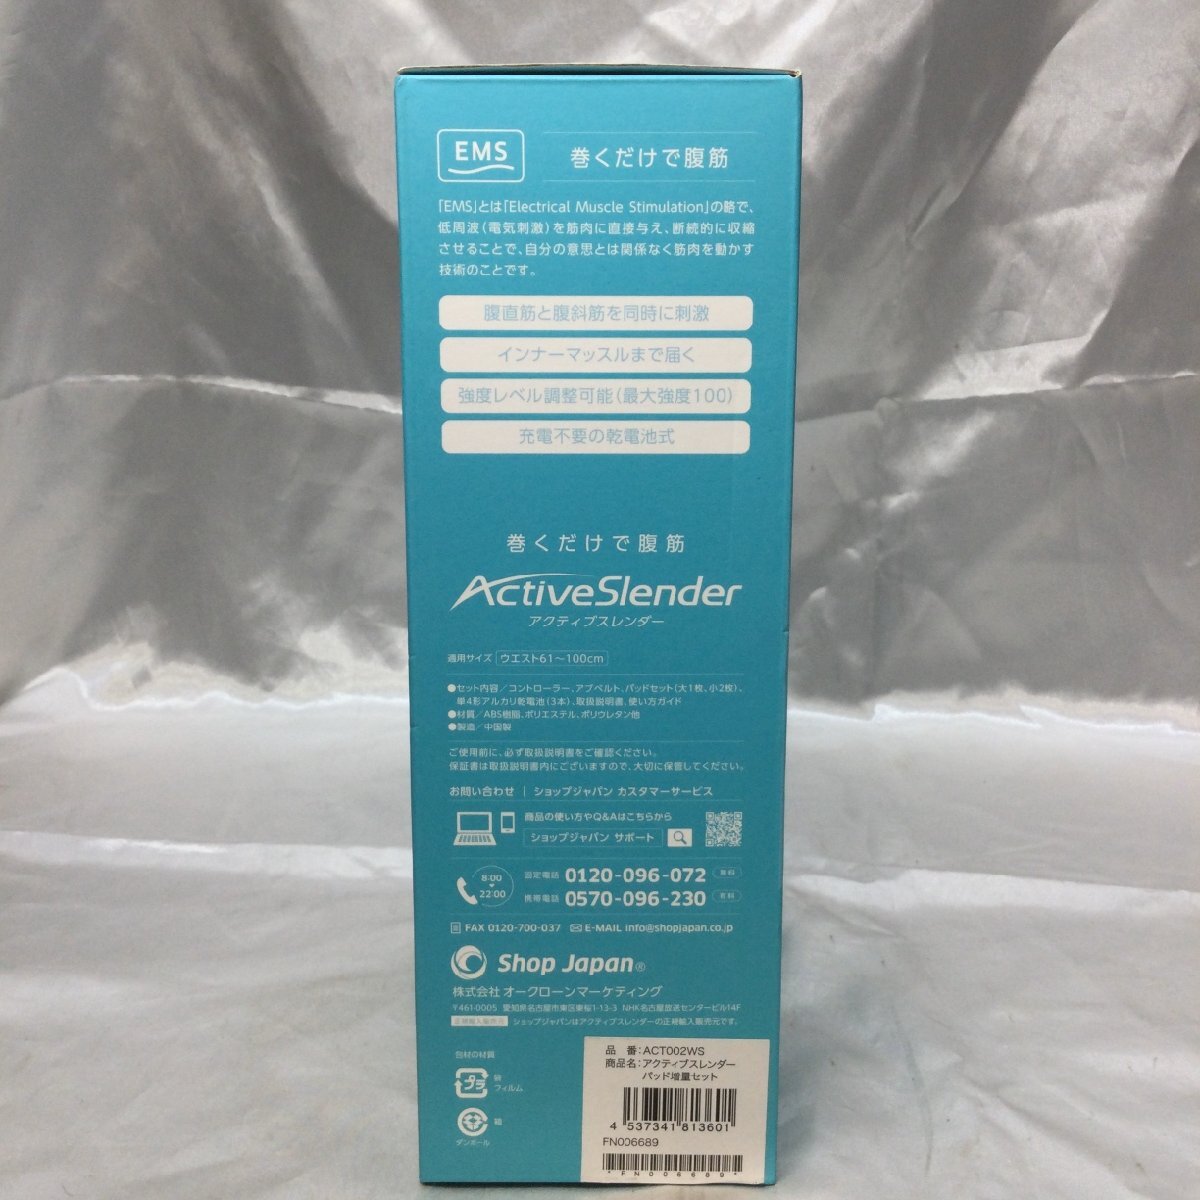 EMS
巻くだけで腹筋
「EMS」とは「Electrical Muscle Stimulation」の略で、
低周波(電気刺激)を筋肉に直接与え、断続的に収縮
させることで、自分の意思とは関係なく筋肉を動かす
技術のことです。
腹直筋と腹斜筋を同時に刺激
インナーマッスルまで届く
強度レベル調整可能(最大強度100)
充電不要の乾電池式
巻くだけで腹筋
ActiveSlender
アクティブスレンダー
適用サイズ ウエスト61〜100cm
●セット内容/コントローラー、アブベルト、パッドセット(大1枚、小2枚)、
単4形アルカリ乾電池(3本)、取扱説明書、使い方ガイド
●材質/ABS樹脂、ポリエステル、ポリウレタン他
●製造/中国製
ご使用前に、必ず取扱説明書をご確認ください。
保証書は取扱説明書内にございますので、大切に保管してください。
お問い合わせ | ショップジャパン カスタマーサービス
商品の使い方やQ&Aはこちらから
ショップジャパン サポート
8:00
22:00
固定電話 0120-096-072 無料
携帯電話 0570-096-230 有料
FAX 0120-700-037 E-MAIL info@shopjapan.co.jp
Shop Japan®
株式会社 オークローンマーケティング
〒461-0005 愛知県名古屋市東区東桜1-13-3 NHK名古屋放送センタービル14F
正規輸入販売元 ショップジャパンはアクティブスレンダーの正規輸入販売元です。
包材の材質
プラ 袋
フィルム
箱
ダンボール
品 番:ACT002WS
商品名:アクティブスレンダー
パッド増量セット
4 537341 813601
FN006689
*FN006689*